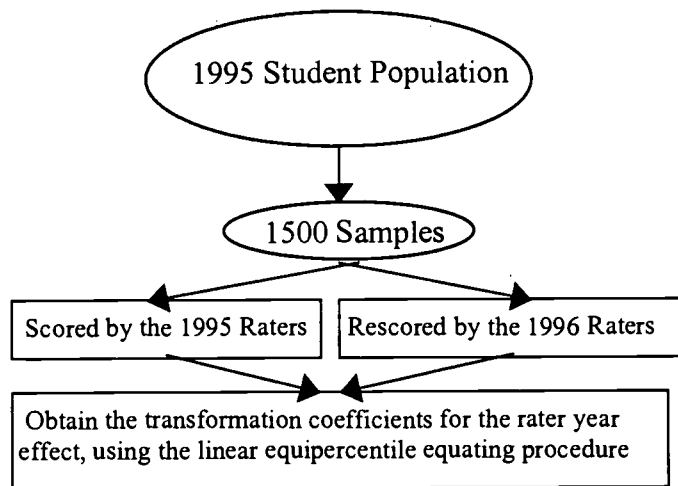 1995 Student Population
1500 Samples
Scored by the 1995 Raters
Rescored by the 1996 Raters
Obtain the transformation coefficients for the rater year
effect, using the linear equipercentile equating procedure